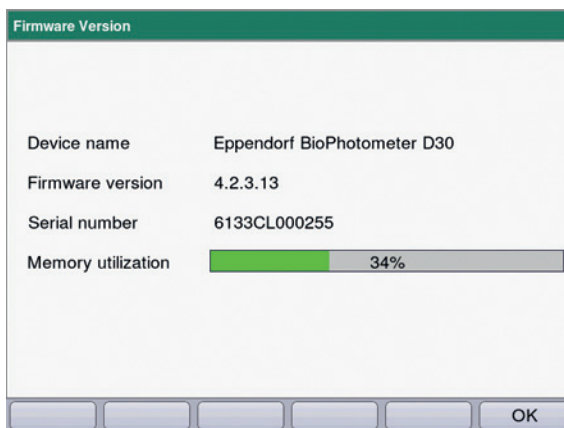 Firmware Version
Device name Eppendorf BioPhotometer D30
Firmware version 4.2.3.13
Serial number 6133CL000255
Memory utilization 34%
OK